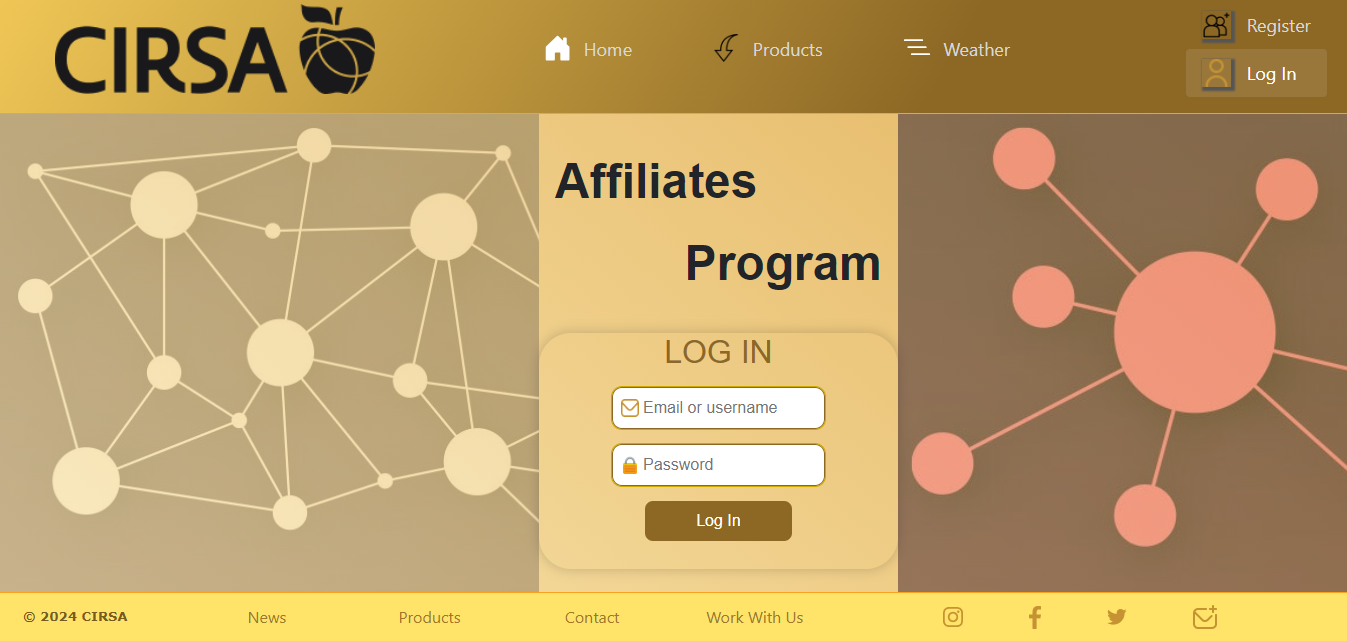 CIRSA
Home
Products
Weather
Register
Log In
Affiliates
Program
LOG IN
Email or username
Password
Log In
© 2024 CIRSA
News
Products
Contact
Work With Us